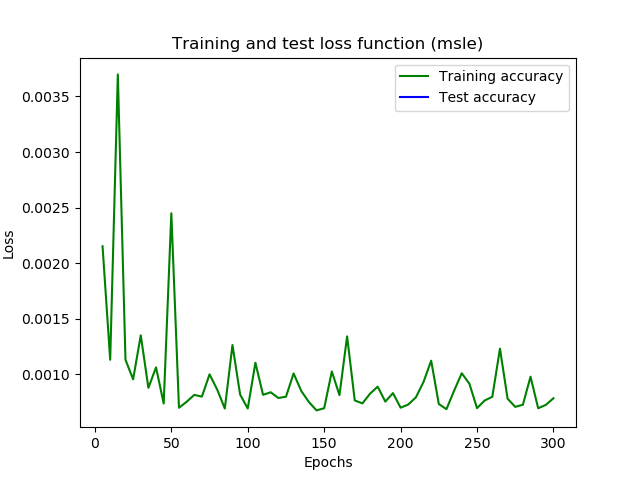 Training and test loss function (msle)
Training accuracy
Test accuracy
0.0035
0.0030
0.0025
0.0020
0.0015
0.0010
Loss
0
50
100
150
200
250
300
Epochs